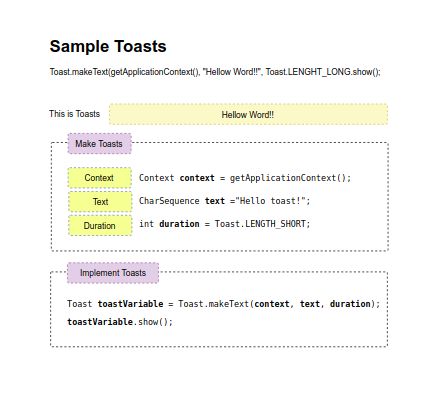 Sample Toasts
Toast.makeText(getApplicationContext(), "Hellow Word!!", Toast.LENGHT_LONG.show();
This is Toasts
Hellow Word!!
Make Toasts
Context
Context context = getApplicationContext();
Text
CharSequence text ="Hello toast!";
Duration
int duration = Toast.LENGTH_SHORT;
Implement Toasts
Toast toastVariable = Toast.makeText(context, text, duration);
toastVariable.show();